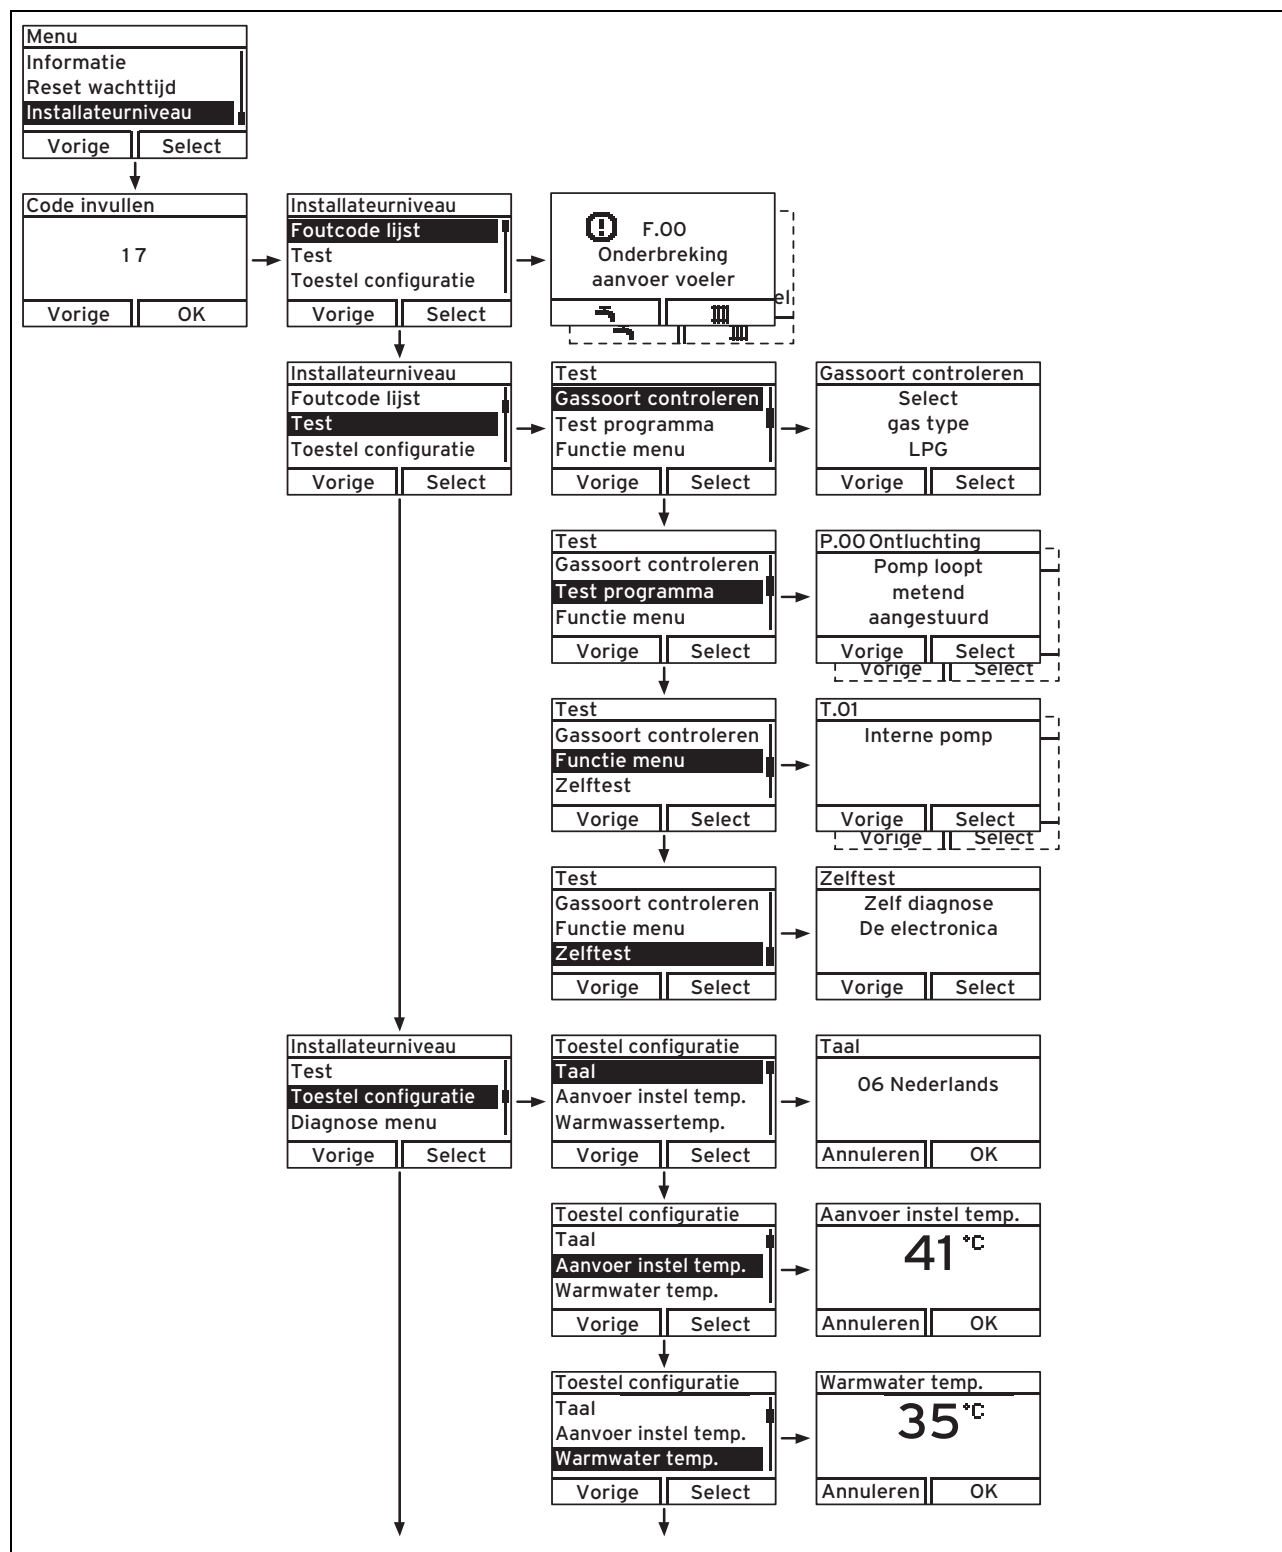 Menu
Informatie
Reset wachttijd
Installateurniveau
Vorige Select
Code invullen
17
Vorige OK
Installateurniveau
Foutcode lijst
Test
Toestel configuratie
Vorige Select
F.00
Onderbreking
aanvoer voeler
el
Installateurniveau
Foutcode lijst
Test
Toestel configuratie
Vorige Select
Test
Gassoort controleren
Test programma
Functie menu
Vorige Select
Gassoort controleren
Select
gas type
LPG
Vorige Select
Test
Gassoort controleren
Test programma
Functie menu
Vorige Select
P.00 Ontluchting
Pomp loopt
metend
aangestuurd
Vorige Select
Vorige Select
Test
Gassoort controleren
Functie menu
Zelftest
Vorige Select
T.01
Interne pomp
Vorige Select
Vorige Select
Test
Gassoort controleren
Functie menu
Zelftest
Vorige Select
Zelftest
Zelf diagnose
De electronica
Vorige Select
Installateurniveau
Test
Toestel configuratie
Diagnose menu
Vorige Select
Toestel configuratie
Taal
Aanvoer instel temp.
Warmwassertemp.
Vorige Select
Taal
06 Nederlands
Annuleren OK
Toestel configuratie
Taal
Aanvoer instel temp.
Warmwater temp.
Vorige Select
Aanvoer instel temp.
41 °C
Annuleren OK
Toestel configuratie
Taal
Aanvoer instel temp.
Warmwater temp.
Vorige Select
Warmwater temp.
35 °C
Annuleren OK